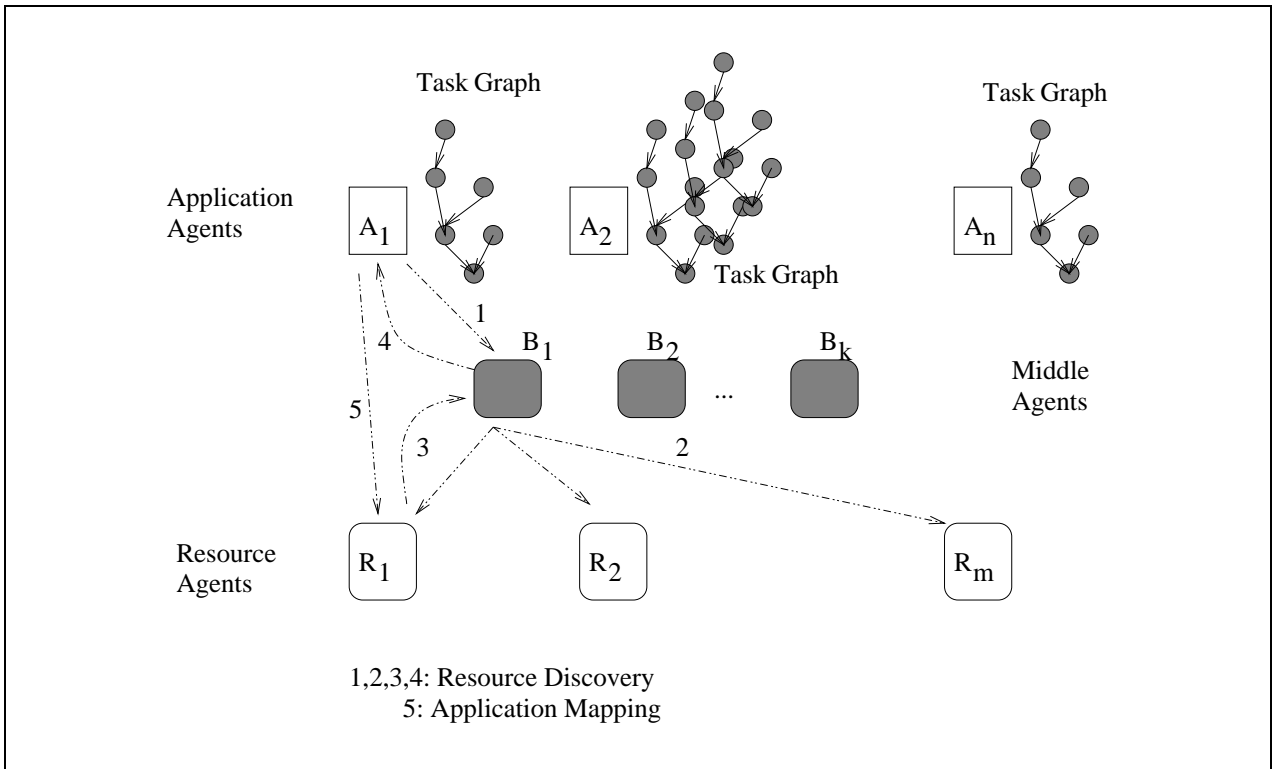 Task Graph
Task Graph
Application
Agents
A1
A2
An
Task Graph
1
4
B1
B2
Bk
Middle
Agents
...
5
3
2
Resource
Agents
R1
R2
Rm
1,2,3,4: Resource Discovery
5: Application Mapping